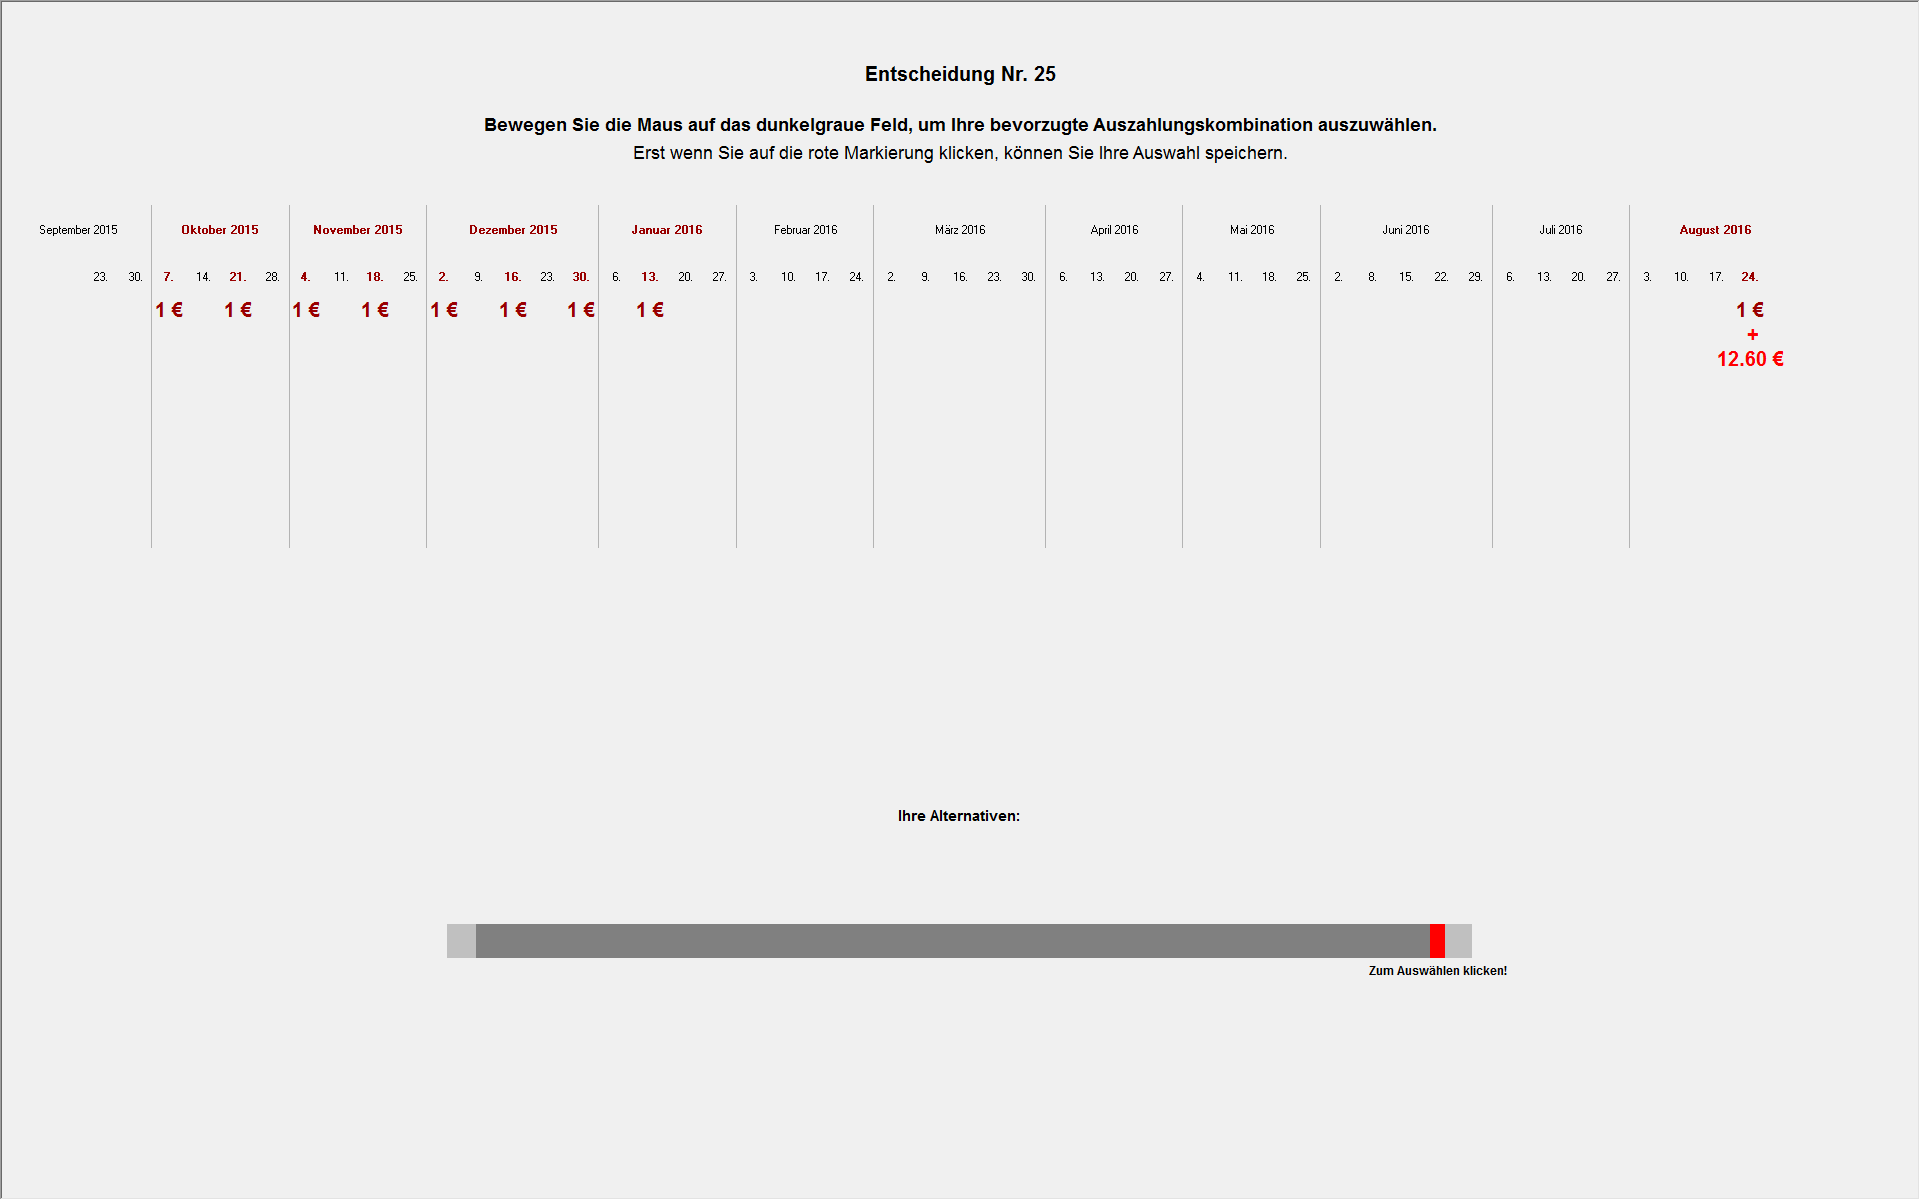 Entscheidung Nr. 25
Bewegen Sie die Maus auf das dunkelgraue Feld, um Ihre bevorzugte Auszahlungskombination auszuwählen.
Erst wenn Sie auf die rote Markierung klicken, können Sie Ihre Auswahl speichern.
September 2015 Oktober 2015 November 2015 Dezember 2015 Januar 2016 Februar 2016 März 2016 April 2016 Mai 2016 Juni 2016 Juli 2016 August 2016
23. 30. 7. 14. 21. 28. 4. 11. 18. 25. 2. 9. 16. 23. 30. 6. 13. 20. 27. 3. 10. 17. 24. 2. 9. 16. 23. 30. 6. 13. 20. 27. 4. 11. 18. 25. 2. 8. 15. 22. 29. 6. 13. 20. 27. 3. 10. 17. 24.
1 € 1 € 1 € 1 € 1 € 1 € 1 € 1 € 1 €
+
12.60 €
Ihre Alternativen:
Zum Auswählen klicken!